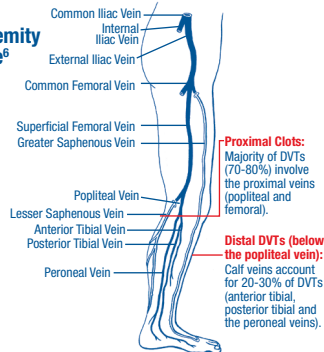 emity
e6
Common Iliac Vein
Internal
Iliac Vein
External Iliac Vein
Common Femoral Vein
Superficial Femoral Vein
Greater Saphenous Vein
Popliteal Vein
Lesser Saphenous Vein
Anterior Tibial Vein
Posterior Tibial Vein
Peroneal Vein
Proximal Clots:
Majority of DVTs
(70-80%) involve
the proximal veins
(popliteal and
femoral).
Distal DVTs (below
the popliteal vein):
Calf veins account
for 20-30% of DVTs
(anterior tibial,
posterior tibial and
the peroneal veins).